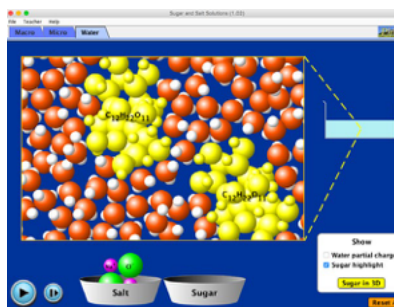 Sugar and Salt Solutions (1.02)
File Teacher Help
Macro Micro Water
C12H22O11
C12H22O11
Show
Water partial charge
Sugar highlight
Sugar in 3D
Salt Sugar
Reset A